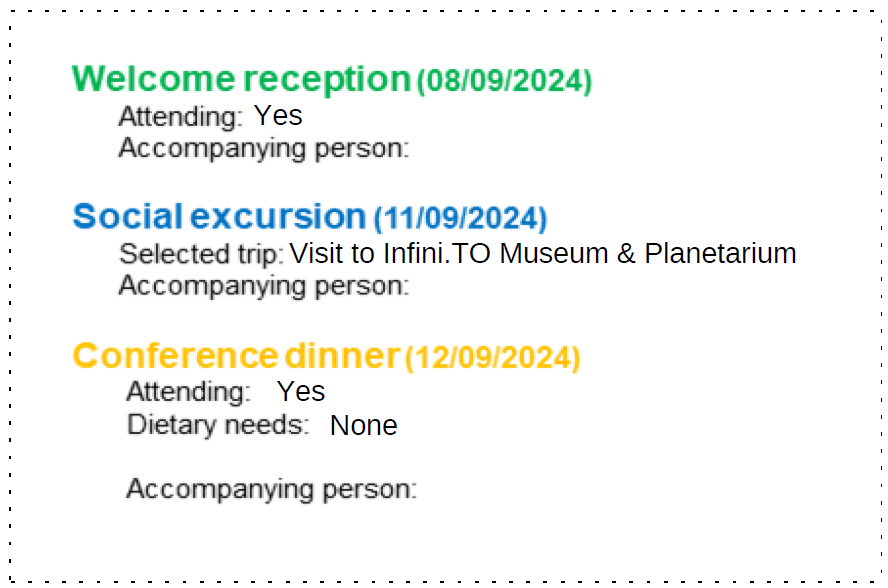 Welcome reception (08/09/2024)
Attending: Yes
Accompanying person:
Social excursion (11/09/2024)
Selected trip: Visit to Infini.TO Museum & Planetarium
Accompanying person:
Conference dinner (12/09/2024)
Attending: Yes
Dietary needs: None
Accompanying person: